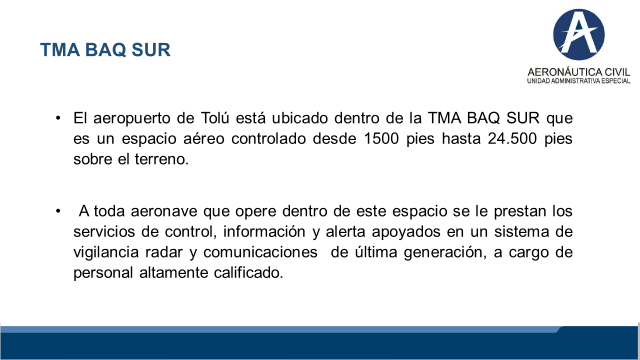 TMA BAQ SUR
AERONÁUTICA CIVIL
UNIDAD ADMINISTRATIVA ESPECIAL
• El aeropuerto de Tolú está ubicado dentro de la TMA BAQ SUR que
es un espacio aéreo controlado desde 1500 pies hasta 24.500 pies
sobre el terreno.
• A toda aeronave que opere dentro de este espacio se le prestan los
servicios de control, información y alerta apoyados en un sistema de
vigilancia radar y comunicaciones de última generación, a cargo de
personal altamente calificado.